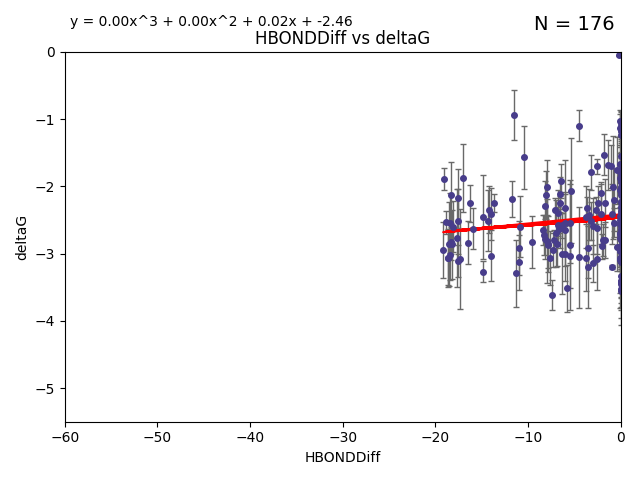 y = 0.00x^3 + 0.00x^2 + 0.02x + -2.46
N = 176
HBONDDiff vs deltaG
0
−1
−2
−3
−4
−5
deltaG
−60 −50 −40 −30 −20 −10 0
HBONDDiff